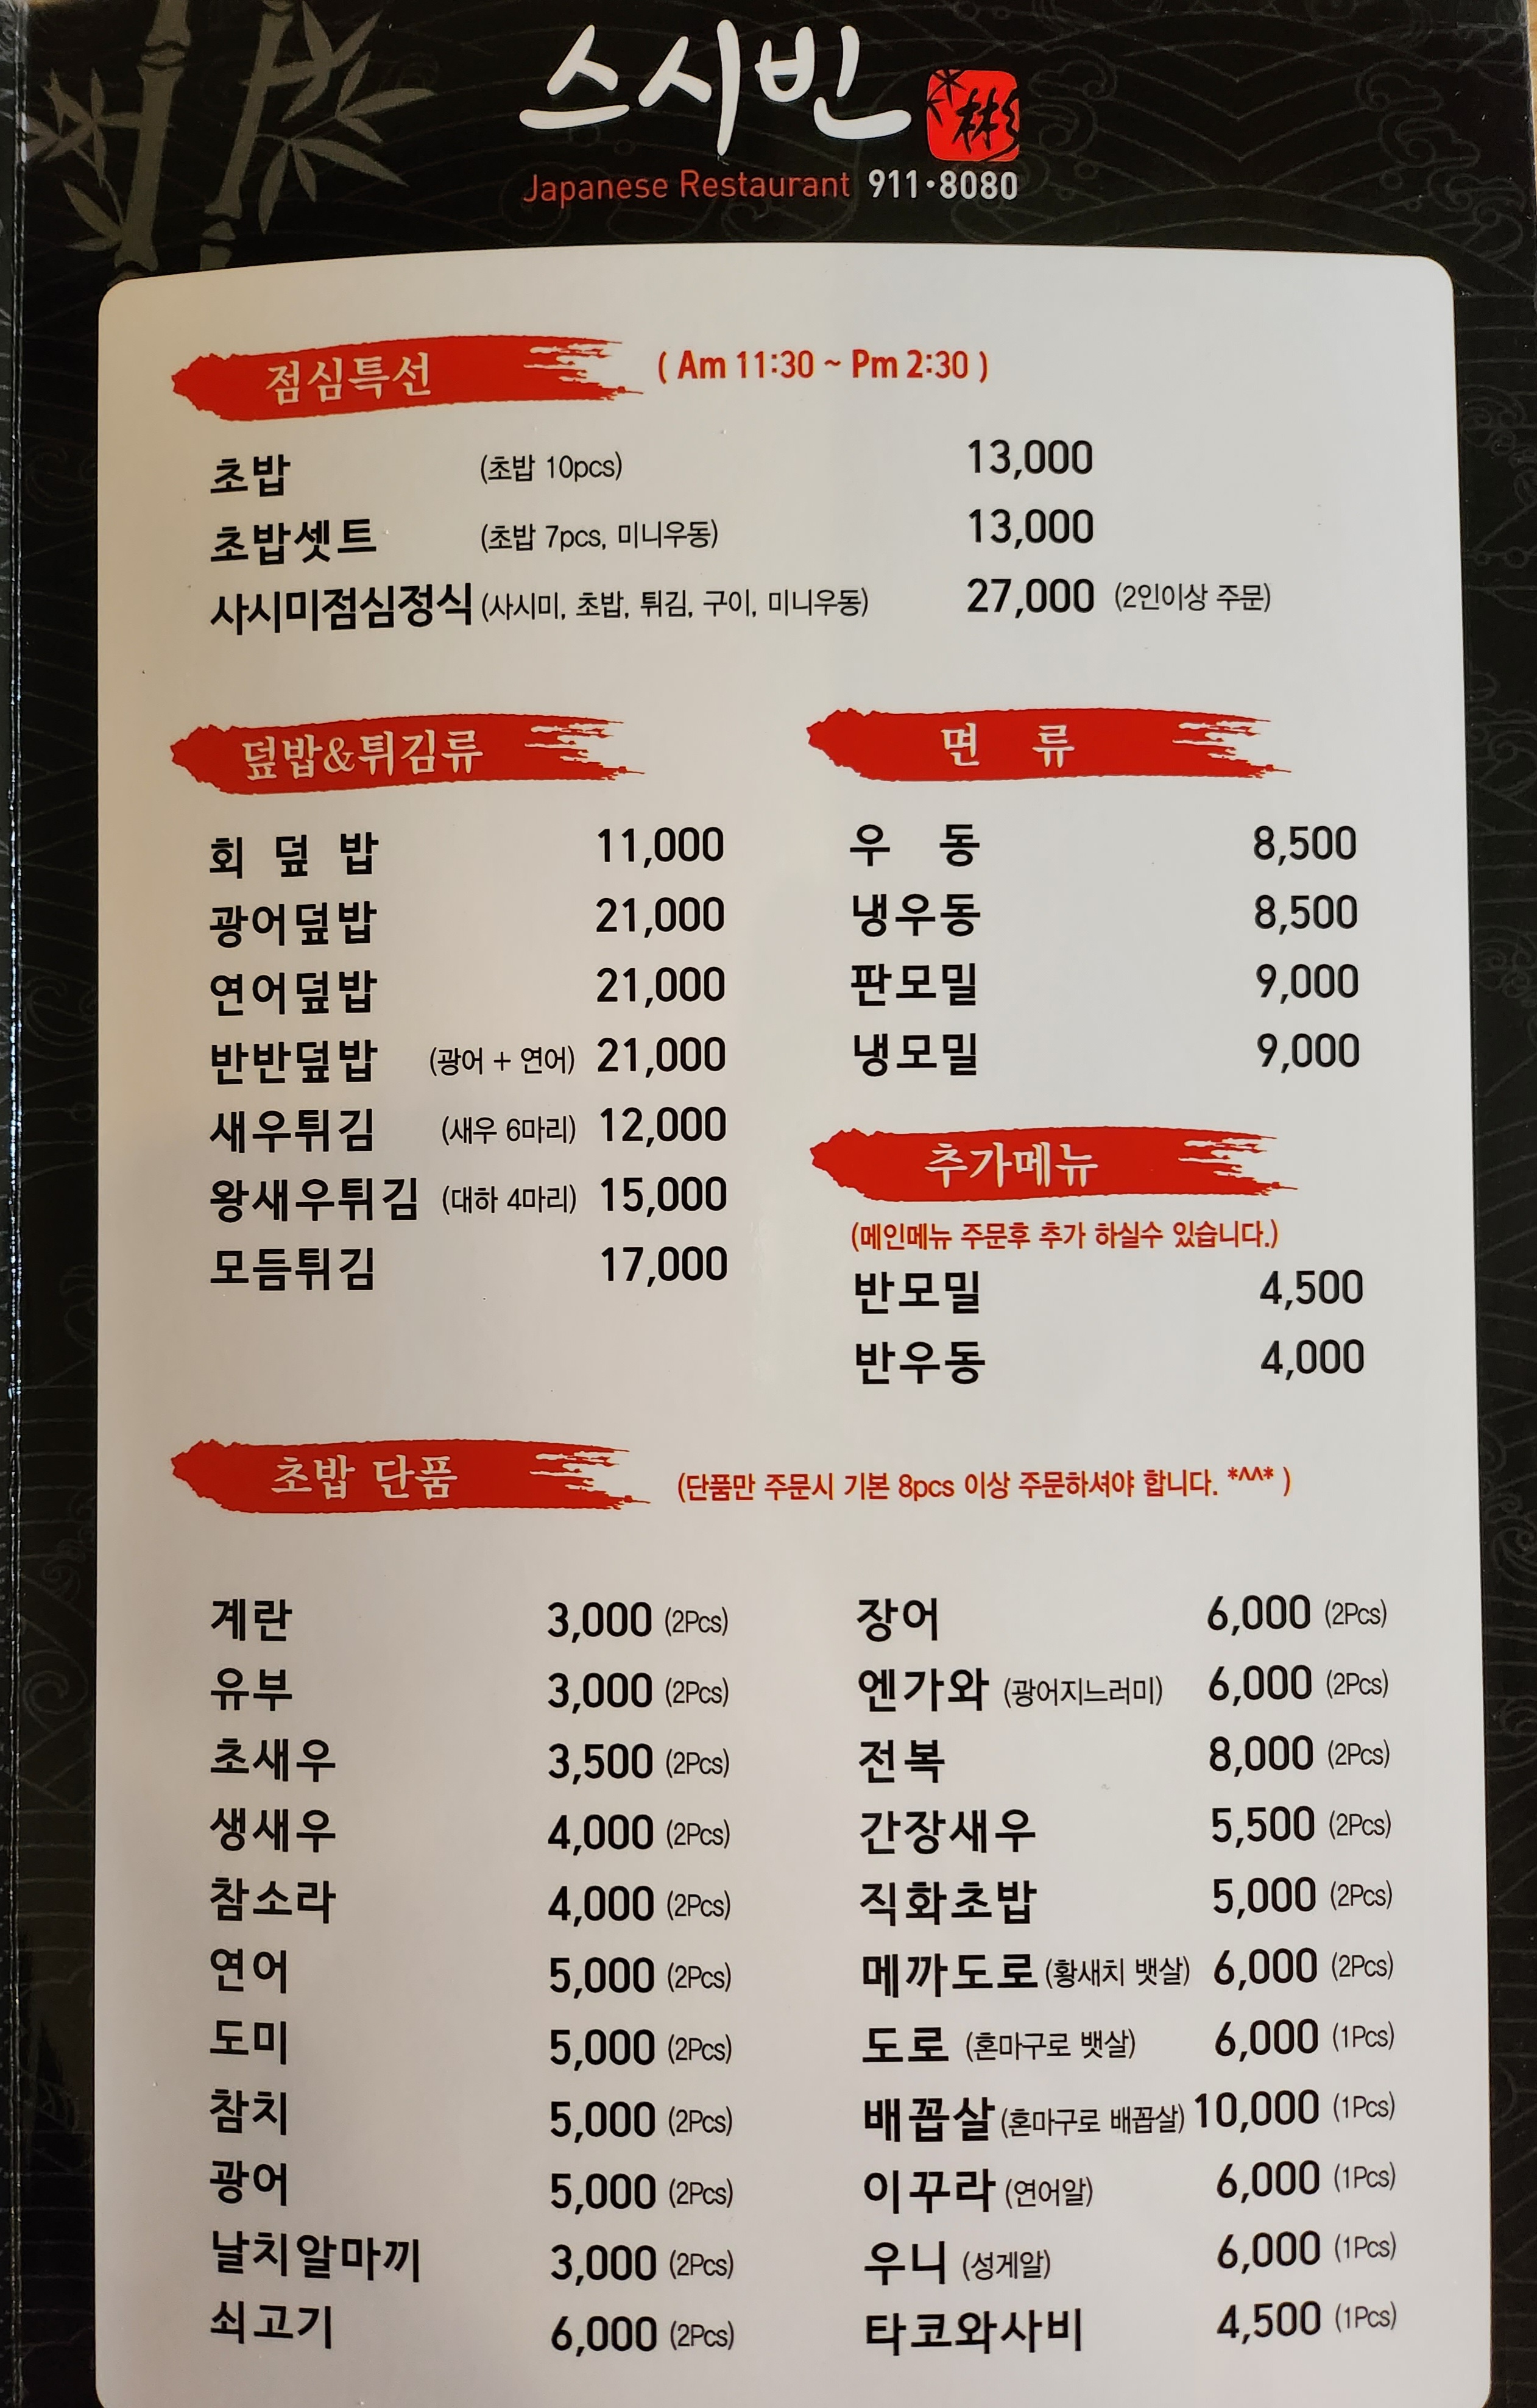 스시빈 彬
Japanese Restaurant 911·8080
점심특선 ( Am 11:30 ~ Pm 2:30 )
초밥 (초밥 10pcs) 13,000
초밥셋트 (초밥 7pcs, 미니우동) 13,000
사시미점심정식 (사시미, 초밥, 튀김, 구이, 미니우동) 27,000 (2인이상 주문)
덮밥&튀김류
회 덮 밥 11,000
광어덮밥 21,000
연어덮밥 21,000
반반덮밥 (광어 + 연어) 21,000
새우튀김 (새우 6마리) 12,000
왕새우튀김 (대하 4마리) 15,000
모듬튀김 17,000
면 류
우 동 8,500
냉우동 8,500
판모밀 9,000
냉모밀 9,000
추가메뉴
(메인메뉴 주문후 추가 하실수 있습니다.)
반모밀 4,500
반우동 4,000
초밥 단품 (단품만 주문시 기본 8pcs 이상 주문하셔야 합니다. *^^* )
계란 3,000 (2Pcs)
유부 3,000 (2Pcs)
초새우 3,500 (2Pcs)
생새우 4,000 (2Pcs)
참소라 4,000 (2Pcs)
연어 5,000 (2Pcs)
도미 5,000 (2Pcs)
참치 5,000 (2Pcs)
광어 5,000 (2Pcs)
날치알마끼 3,000 (2Pcs)
쇠고기 6,000 (2Pcs)
장어 6,000 (2Pcs)
엔가와 (광어지느러미) 6,000 (2Pcs)
전복 8,000 (2Pcs)
간장새우 5,500 (2Pcs)
직화초밥 5,000 (2Pcs)
메까도로 (황새치 뱃살) 6,000 (2Pcs)
도로 (혼마구로 뱃살) 6,000 (1Pcs)
배꼽살 (혼마구로 배꼽살) 10,000 (1Pcs)
이꾸라 (연어알) 6,000 (1Pcs)
우니 (성게알) 6,000 (1Pcs)
타코와사비 4,500 (1Pcs)